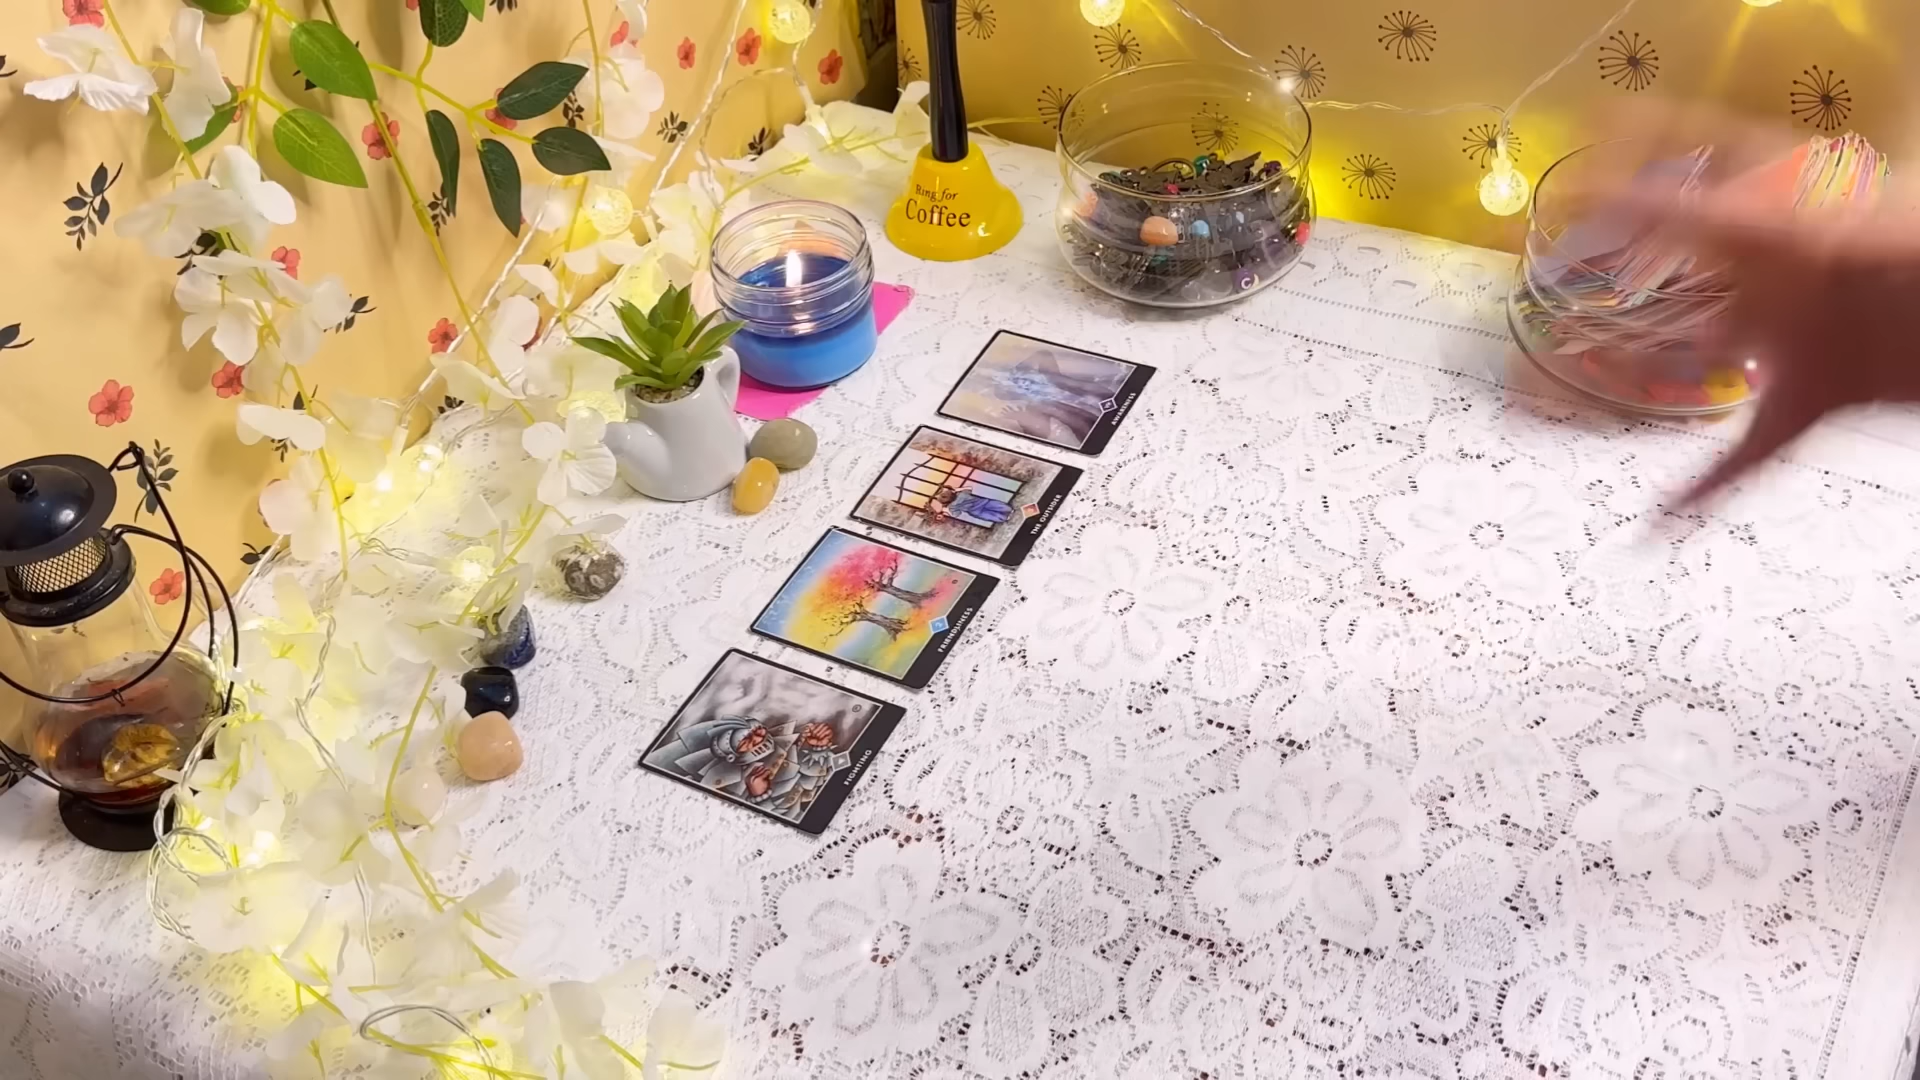 Ring for
Coffee
AWARENESS
THE OUTSIDER
FRIENDLINESS
FIGHTING